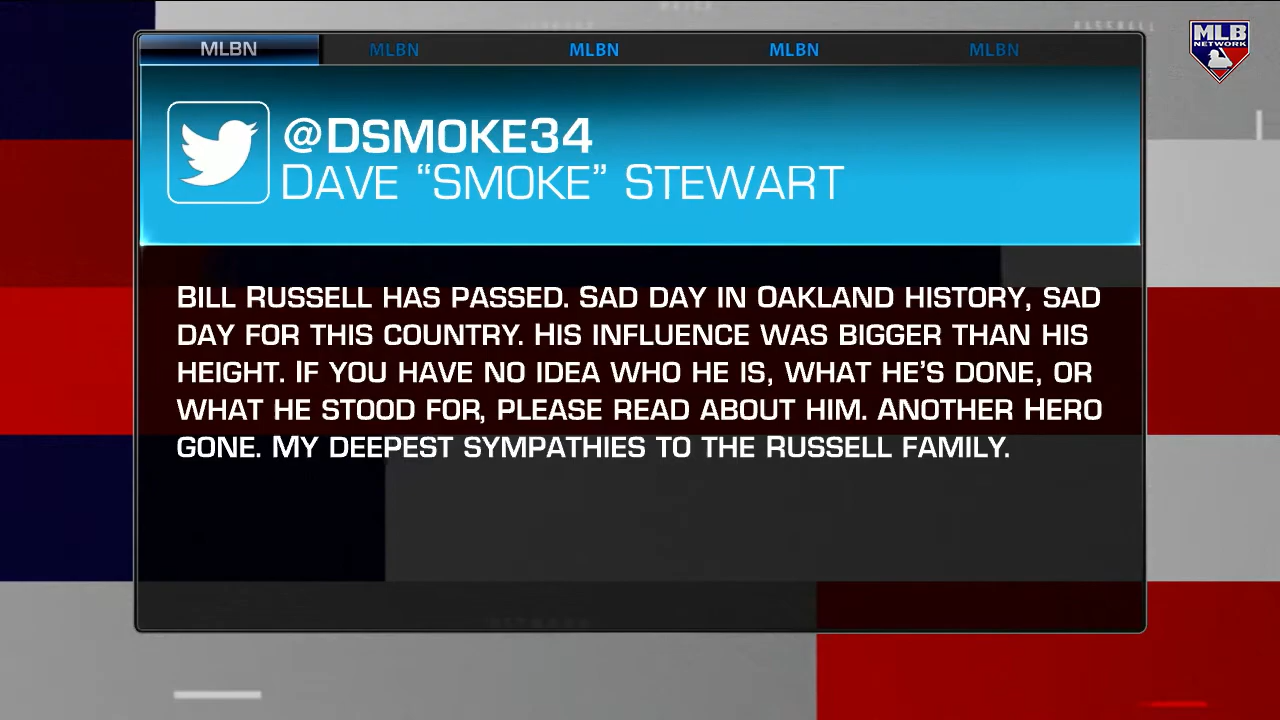 MLBN MLBN MLBN MLBN MLBN
MLB
NETWORK
@DSMOKE34
DAVE “SMOKE” STEWART
BILL RUSSELL HAS PASSED. SAD DAY IN OAKLAND HISTORY, SAD
DAY FOR THIS COUNTRY. HIS INFLUENCE WAS BIGGER THAN HIS
HEIGHT. IF YOU HAVE NO IDEA WHO HE IS, WHAT HE'S DONE, OR
WHAT HE STOOD FOR, PLEASE READ ABOUT HIM. ANOTHER HERO
GONE. MY DEEPEST SYMPATHIES TO THE RUSSELL FAMILY.